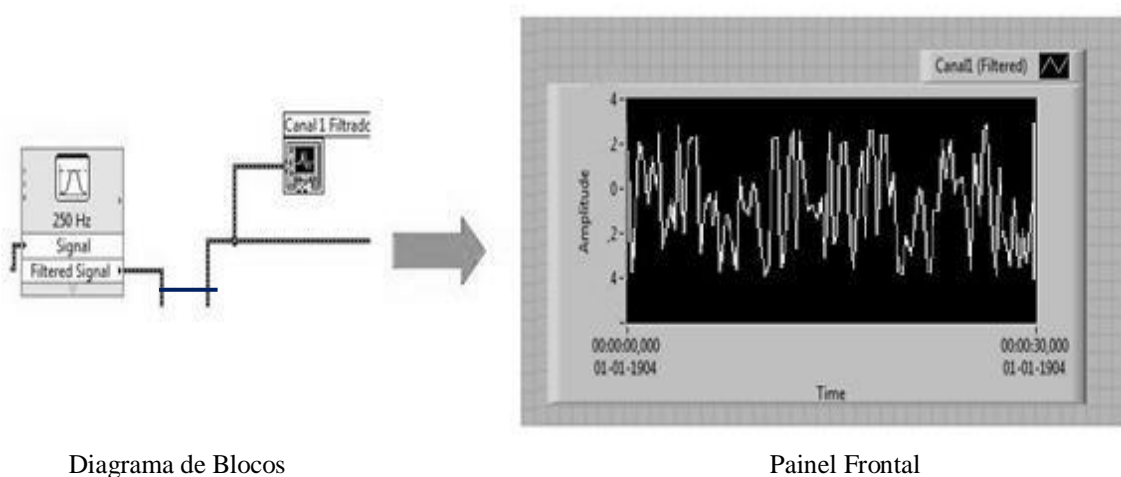 Canal 1 Filtrado
250 Hz
Signal
Filtered Signal
Canal1 (Filtered)
4
2
0
2
4
Amplitude
00:00:00,000
01-01-1904
00:00:30,000
01-01-1904
Time
Diagrama de Blocos
Painel Frontal